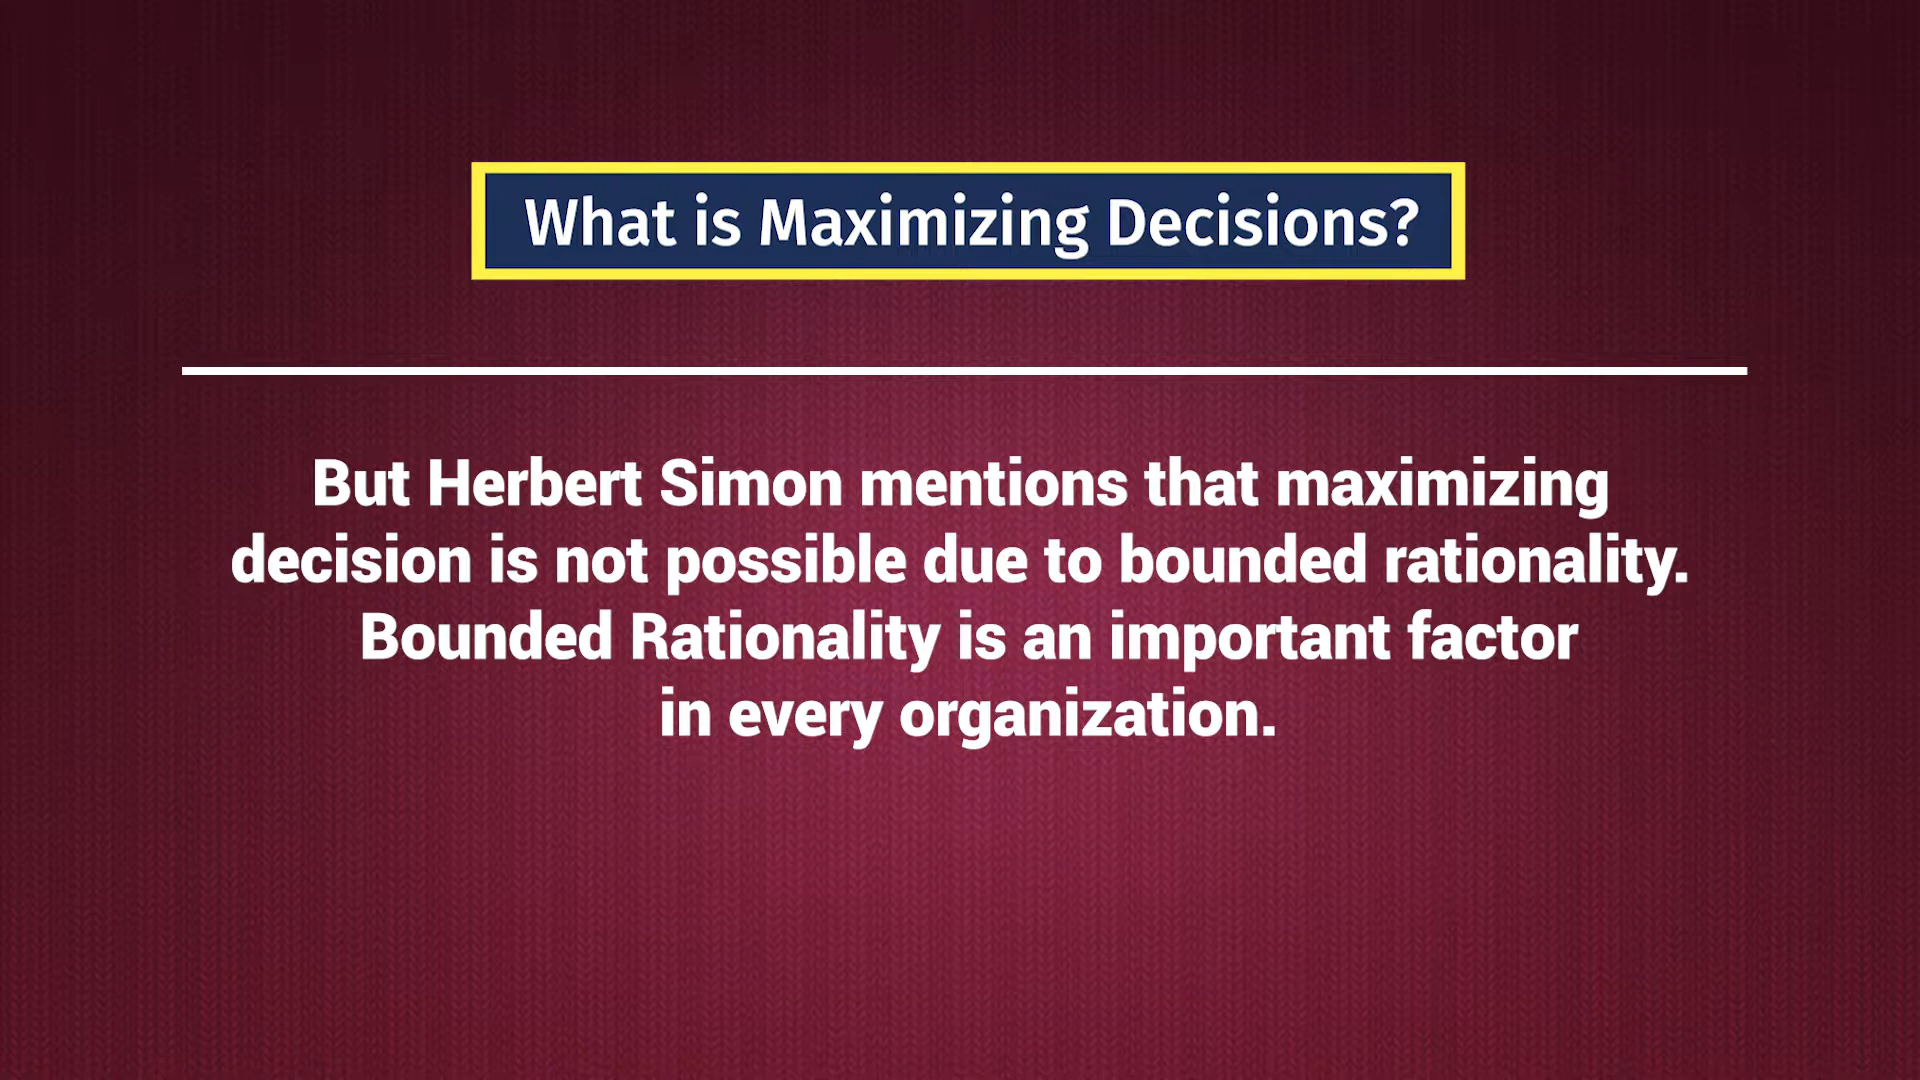 What is Maximizing Decisions?
But Herbert Simon mentions that maximizing
decision is not possible due to bounded rationality.
Bounded Rationality is an important factor
in every organization.